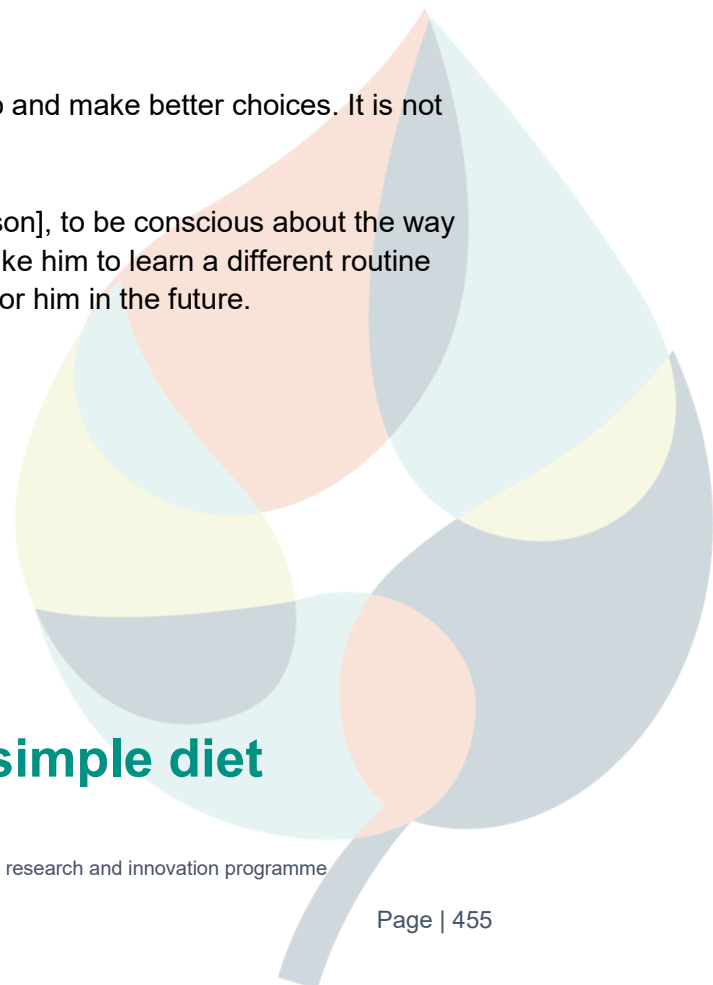 and make better choices. It is not
son], to be conscious about the way
ke him to learn a different routine
or him in the future.
simple diet
research and innovation programme
Page | 455